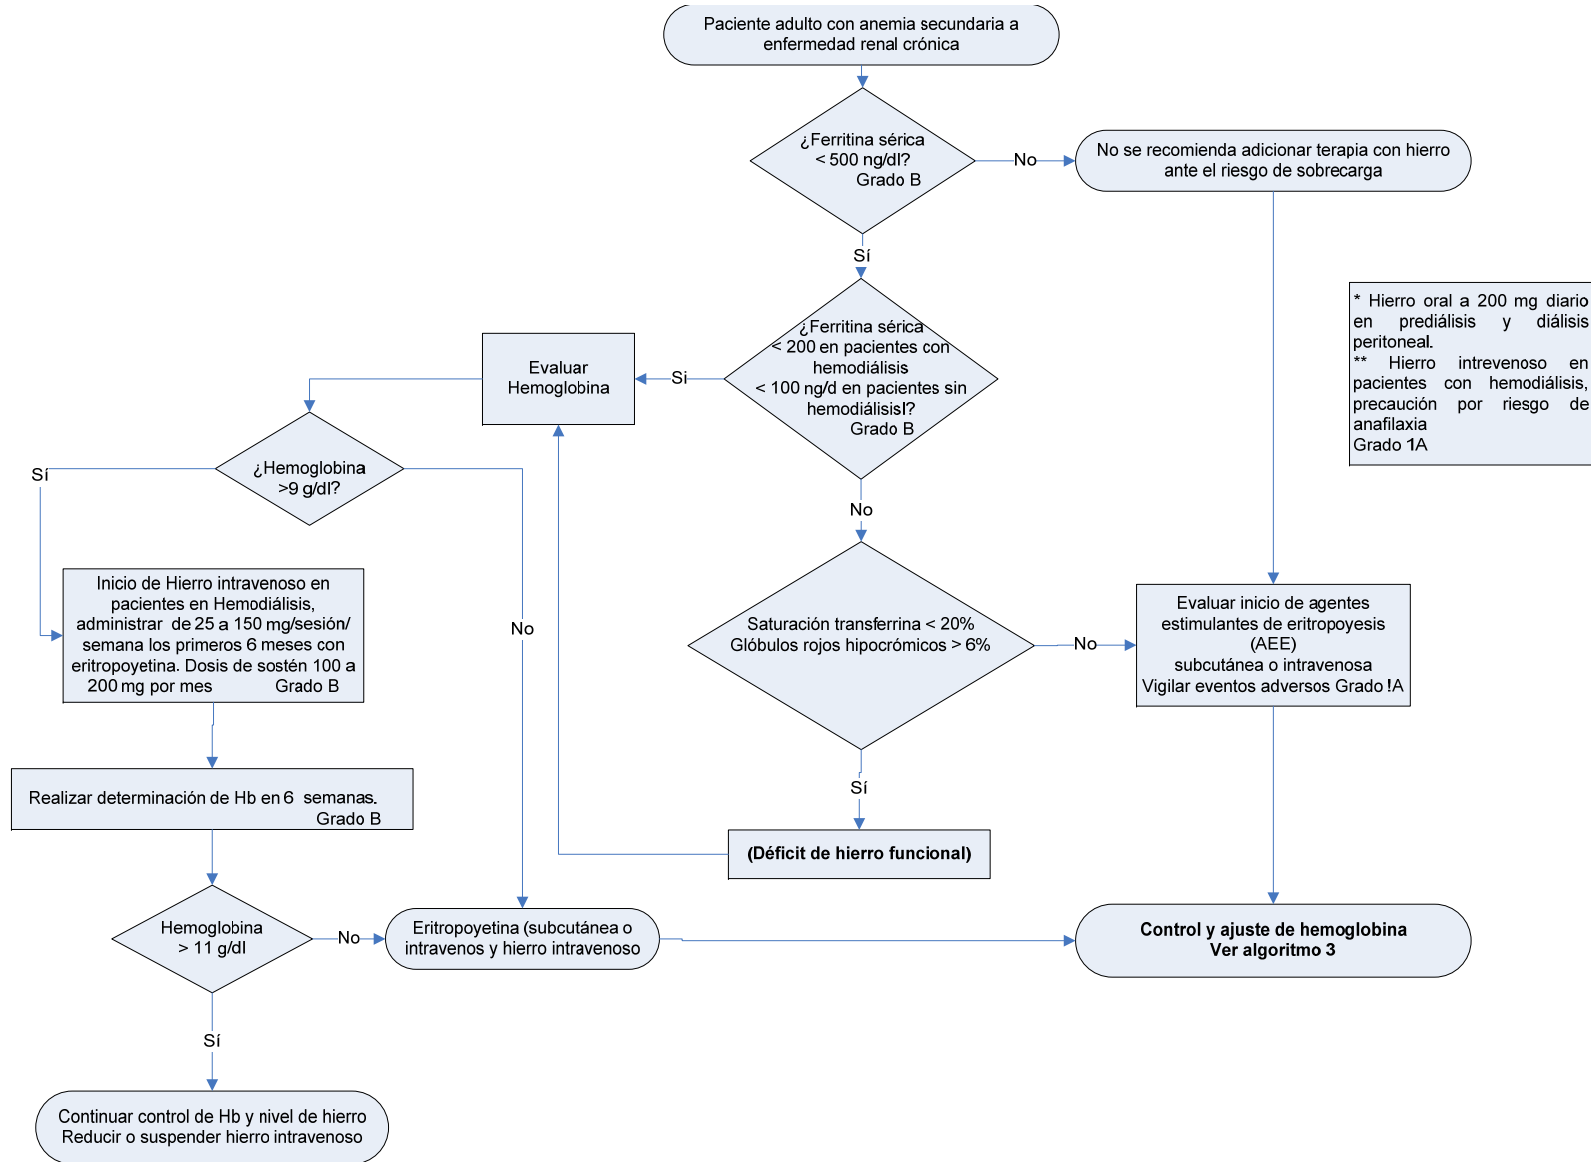 Paciente adulto con anemia secundaria a
enfermedad renal crónica
¿Ferritina sérica
< 500 ng/dl?
Grado B
No
No se recomienda adicionar terapia con hierro
ante el riesgo de sobrecarga
Sí
* Hierro oral a 200 mg diario
en prediálisis y diálisis
peritoneal.
** Hierro intrevenoso en
pacientes con hemodiálisis,
precaución por riesgo de
anafilaxia
Grado 1A
¿Ferritina sérica
< 200 en pacientes con
hemodiálisis
< 100 ng/d en pacientes sin
hemodiálisisl?
Grado B
Si
Evaluar
Hemoglobina
¿Hemoglobina
>9 g/dl?
Sí
No
No
Inicio de Hierro intravenoso en
pacientes en Hemodiálisis,
administrar de 25 a 150 mg/sesión/
semana los primeros 6 meses con
eritropoyetina. Dosis de sostén 100 a
200 mg por mes Grado B
Saturación transferrina < 20%
Glóbulos rojos hipocrómicos > 6%
No
Evaluar inicio de agentes
estimulantes de eritropoyesis
(AEE)
subcutánea o intravenosa
Vigilar eventos adversos Grado !A
Sí
Realizar determinación de Hb en 6 semanas.
Grado B
(Déficit de hierro funcional)
Hemoglobina
> 11 g/dl
No
Eritropoyetina (subcutánea o
intravenos y hierro intravenoso
Control y ajuste de hemoglobina
Ver algoritmo 3
Sí
Continuar control de Hb y nivel de hierro
Reducir o suspender hierro intravenoso